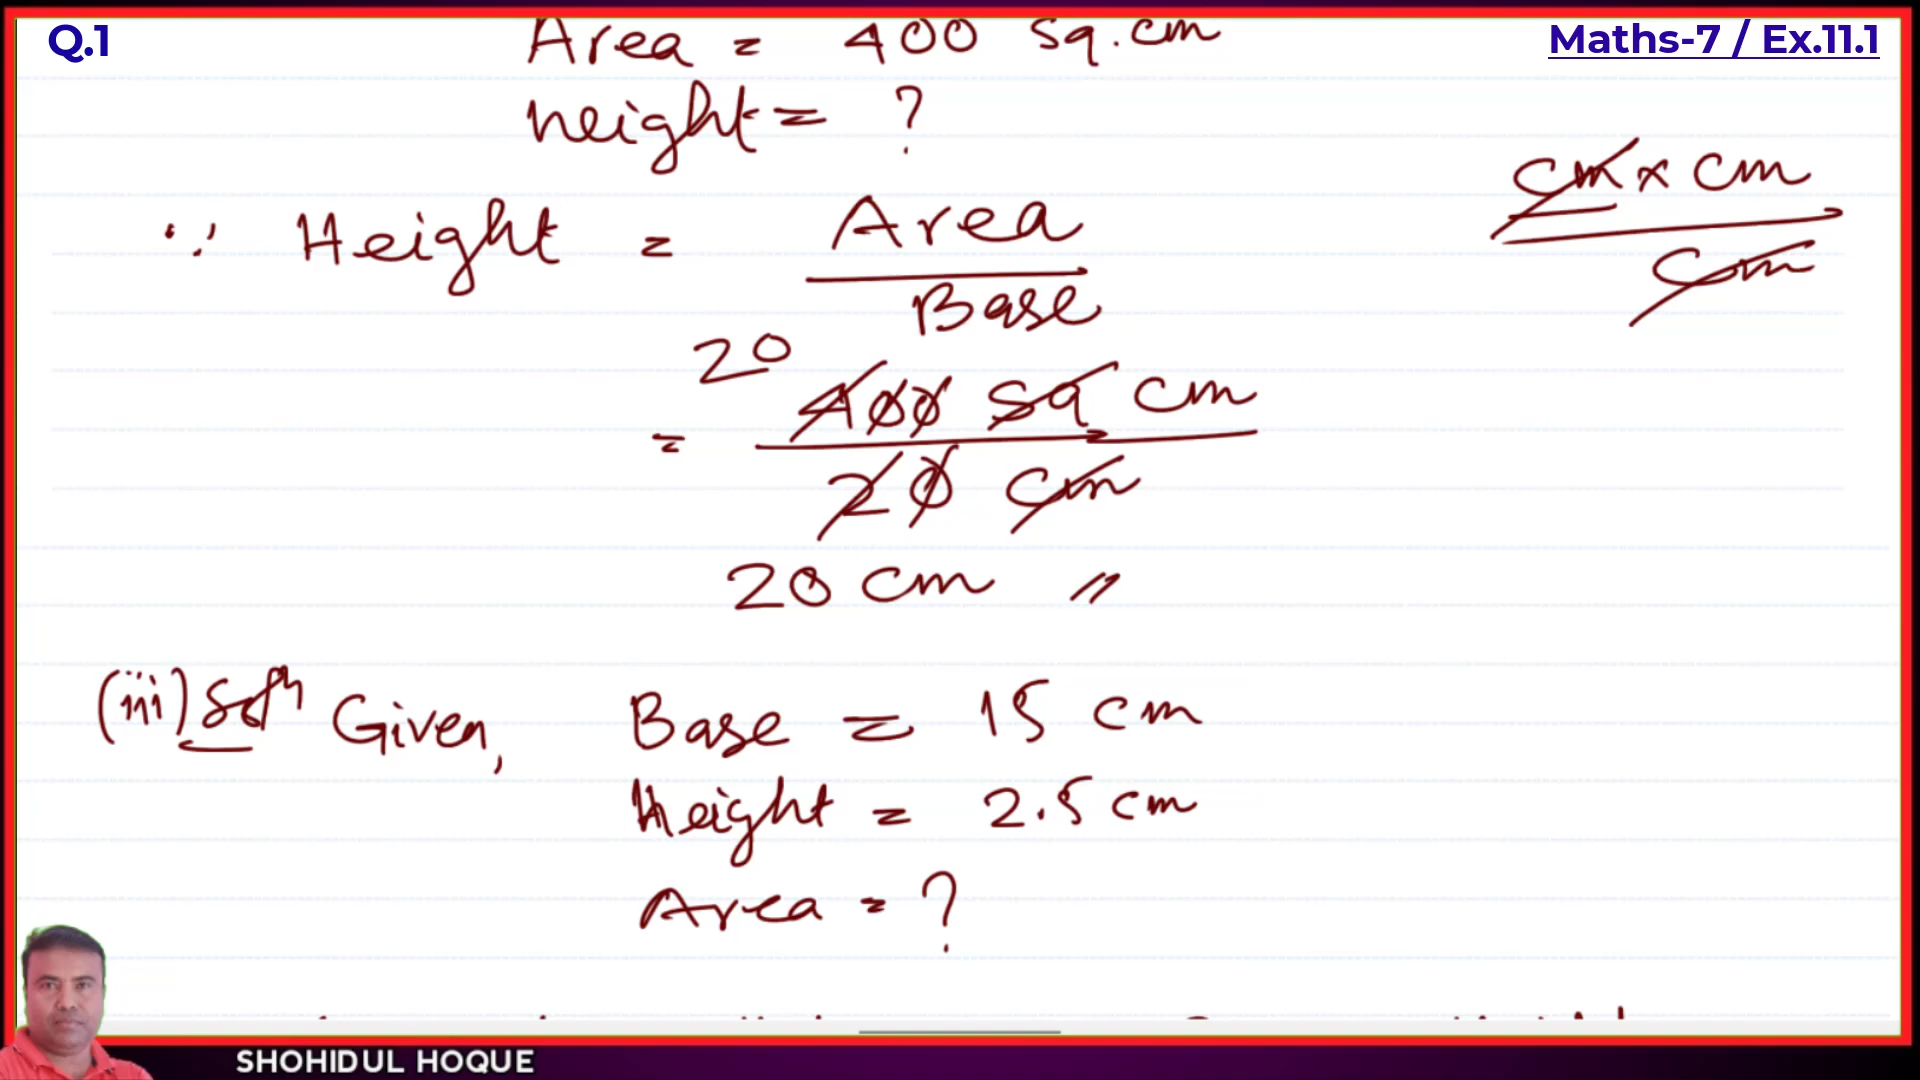 Q.1
Maths-7 / Ex.11.1
Area = 400 sq.cm
height = ?
∵ Height = Area / Base
cm x cm / cm
20
= 400 sq cm / 20 cm
20 cm //
(iii) Solⁿ Given, Base = 15 cm
Height = 2.5 cm
Area = ?
SHOHIDUL HOQUE